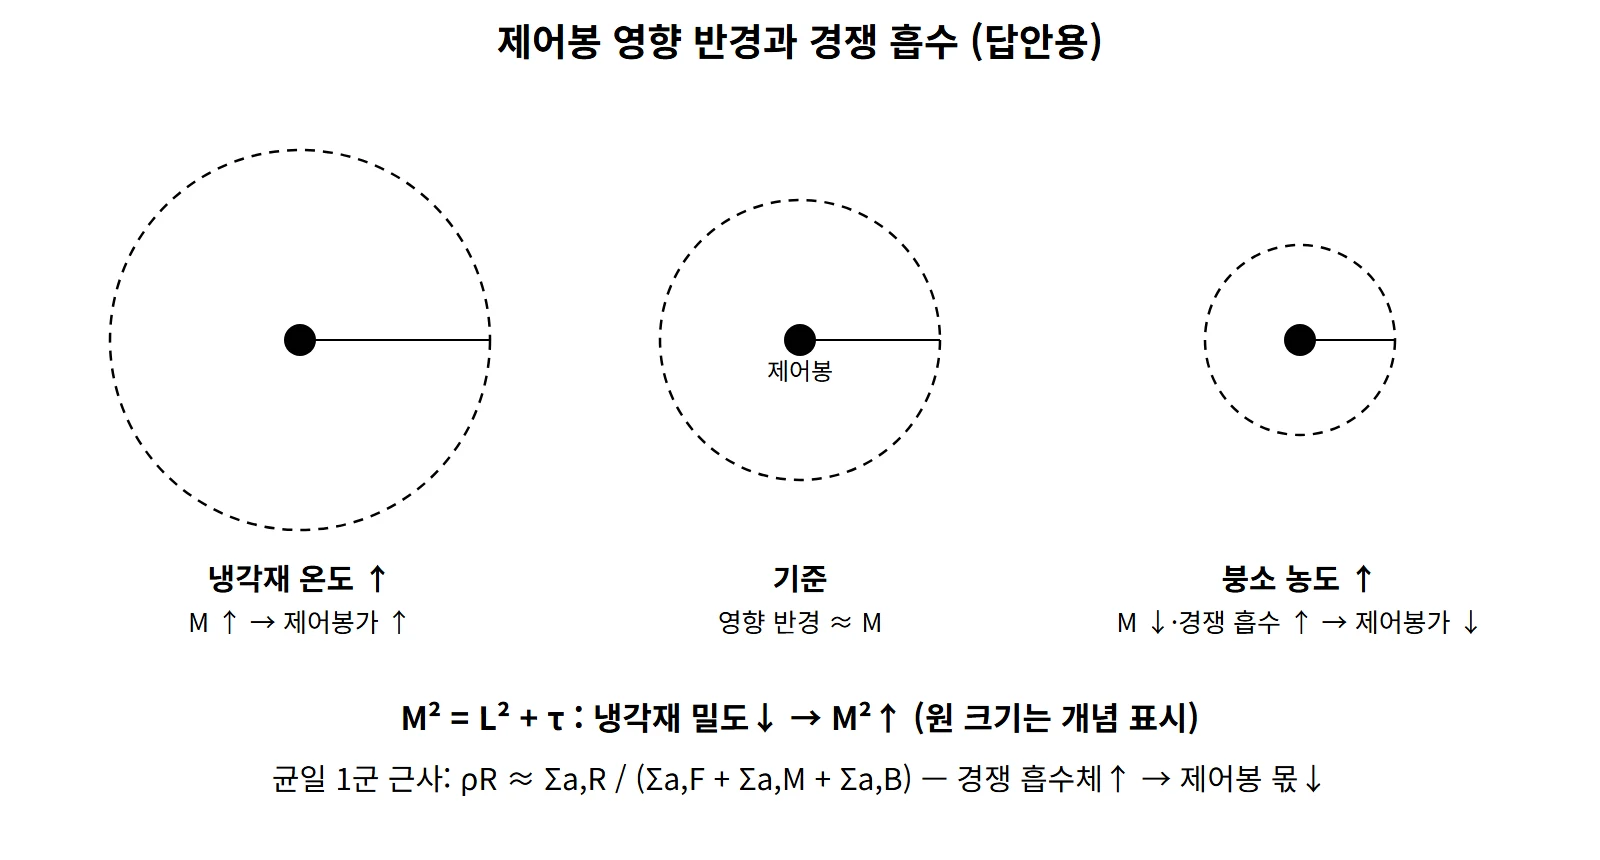 제어봉 영향 반경과 경쟁 흡수 (답안용)
제어봉
냉각재 온도 ↑
M ↑ → 제어봉가 ↑
기준
영향 반경 ≈ M
붕소 농도 ↑
M ↓·경쟁 흡수 ↑ → 제어봉가 ↓
M² = L² + τ : 냉각재 밀도↓ → M²↑ (원 크기는 개념 표시)
균일 1군 근사: ρR ≈ Σa,R / (Σa,F + Σa,M + Σa,B) — 경쟁 흡수체↑ → 제어봉 몫↓